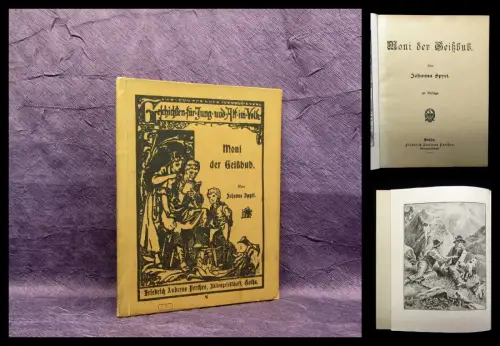 Geschichten für Jung und Alt im Volk
Moni
der Geißbub.
Von
Johanna Spyri.
Friedrich Andreas Perthes, Aktiengesellschaft, Gotha.
Moni der Geißbub.
Von
Johanna Spyri.
Auflage
Gotha.
Friedrich Andreas Perthes